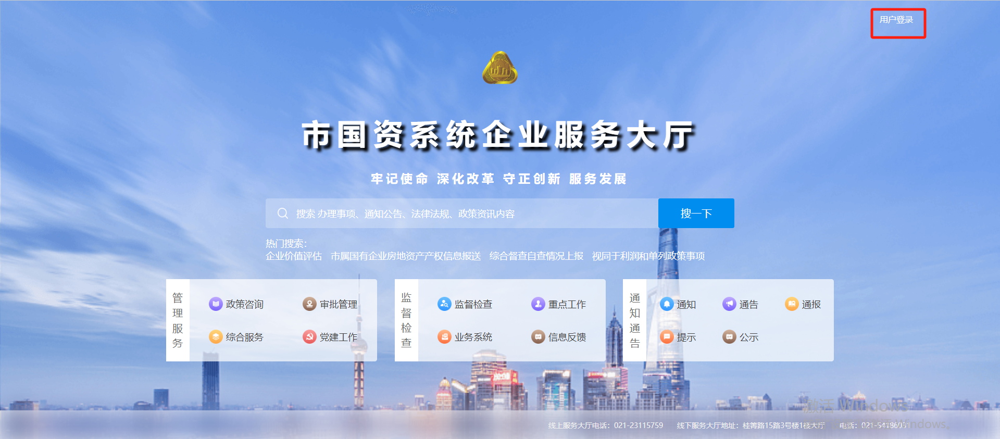 用户登录
市国资系统企业服务大厅
牢记使命 深化改革 守正创新 服务发展
搜索 办理事项、通知公告、法律法规、政策资讯内容
搜一下
热门搜索：
企业价值评估 市属国有企业房地资产产权信息报送 综合督查自查情况上报 视同于利润和单列政策事项
管理服务
政策咨询 审批管理
综合服务 党建工作
监督检查
监督检查 重点工作
业务系统 信息反馈
通知通告
通知 通告 通报
提示 公示
激活 Windows
线上服务大厅电话：021-23115759 线下服务大厅地址：桂箐路15路3号楼1楼大厅 电话：
Windows。